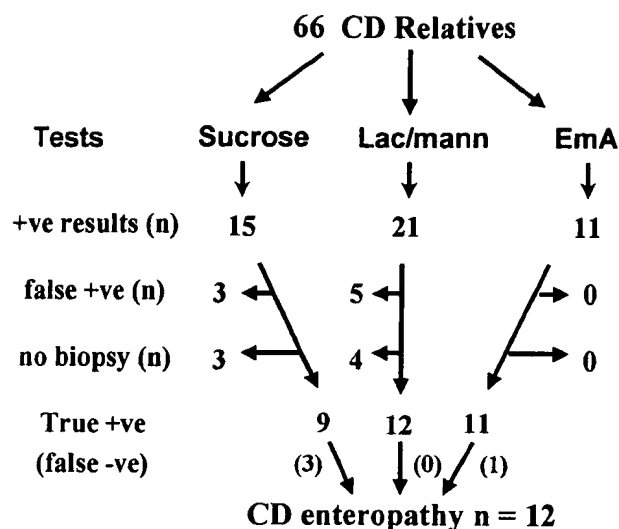 66 CD Relatives
Tests Sucrose Lac/mann EmA
+ve results (n) 15 21 11
false +ve (n) 3 5 0
no biopsy (n) 3 4 0
True +ve 9 12 11
(false -ve) (3) (0) (1)
CD enteropathy n = 12